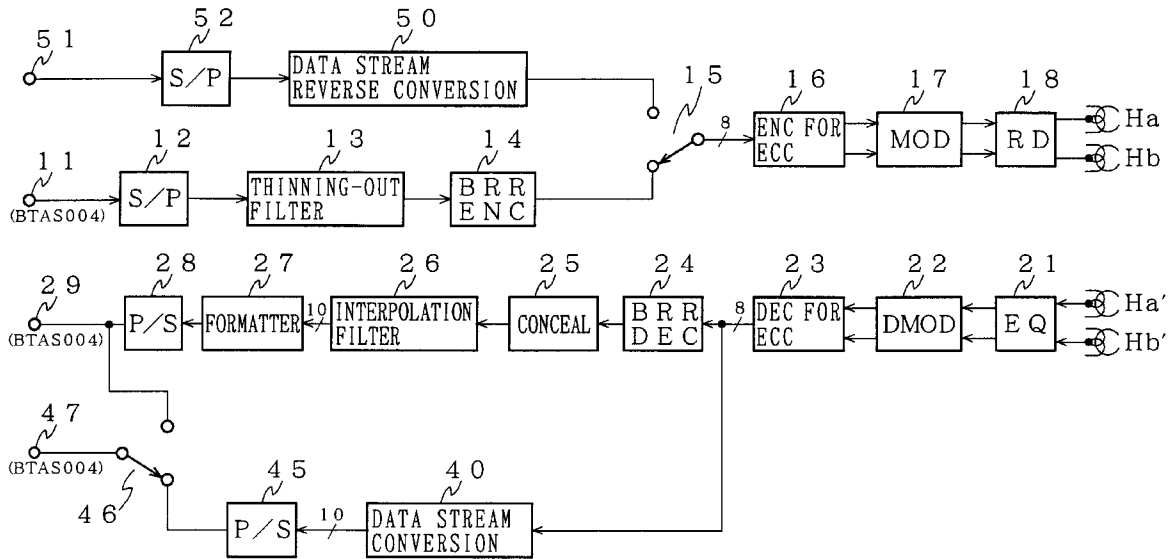 51
52
50
S/P
DATA STREAM
REVERSE CONVERSION
15
8
16
17
18
ENC FOR
ECC
MOD
RD
Ha
Hb
11
(BTAS004)
12
13
14
S/P
THINNING-OUT
FILTER
BRR
ENC
29
(BTAS004)
28
27
26
25
24
23
22
21
P/S
FORMATTER
10
INTERPOLATION
FILTER
CONCEAL
BRR
DEC
8
DEC FOR
ECC
DMOD
EQ
Ha'
Hb'
47
(BTAS004)
46
45
40
P/S
10
DATA STREAM
CONVERSION